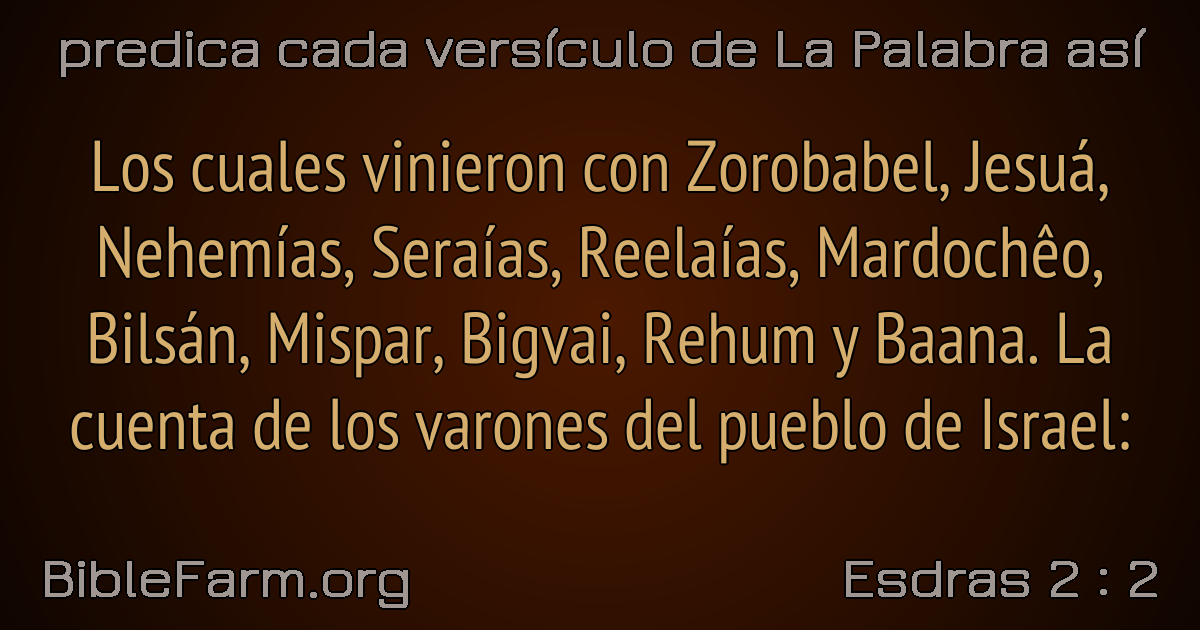 predica cada versículo de La Palabra así
Los cuales vinieron con Zorobabel, Jesuá,
Nehemías, Seraías, Reelaías, Mardochêo,
Bilsán, Mispar, Bigvai, Rehum y Baana. La
cuenta de los varones del pueblo de Israel:
BibleFarm.org
Esdras 2 : 2